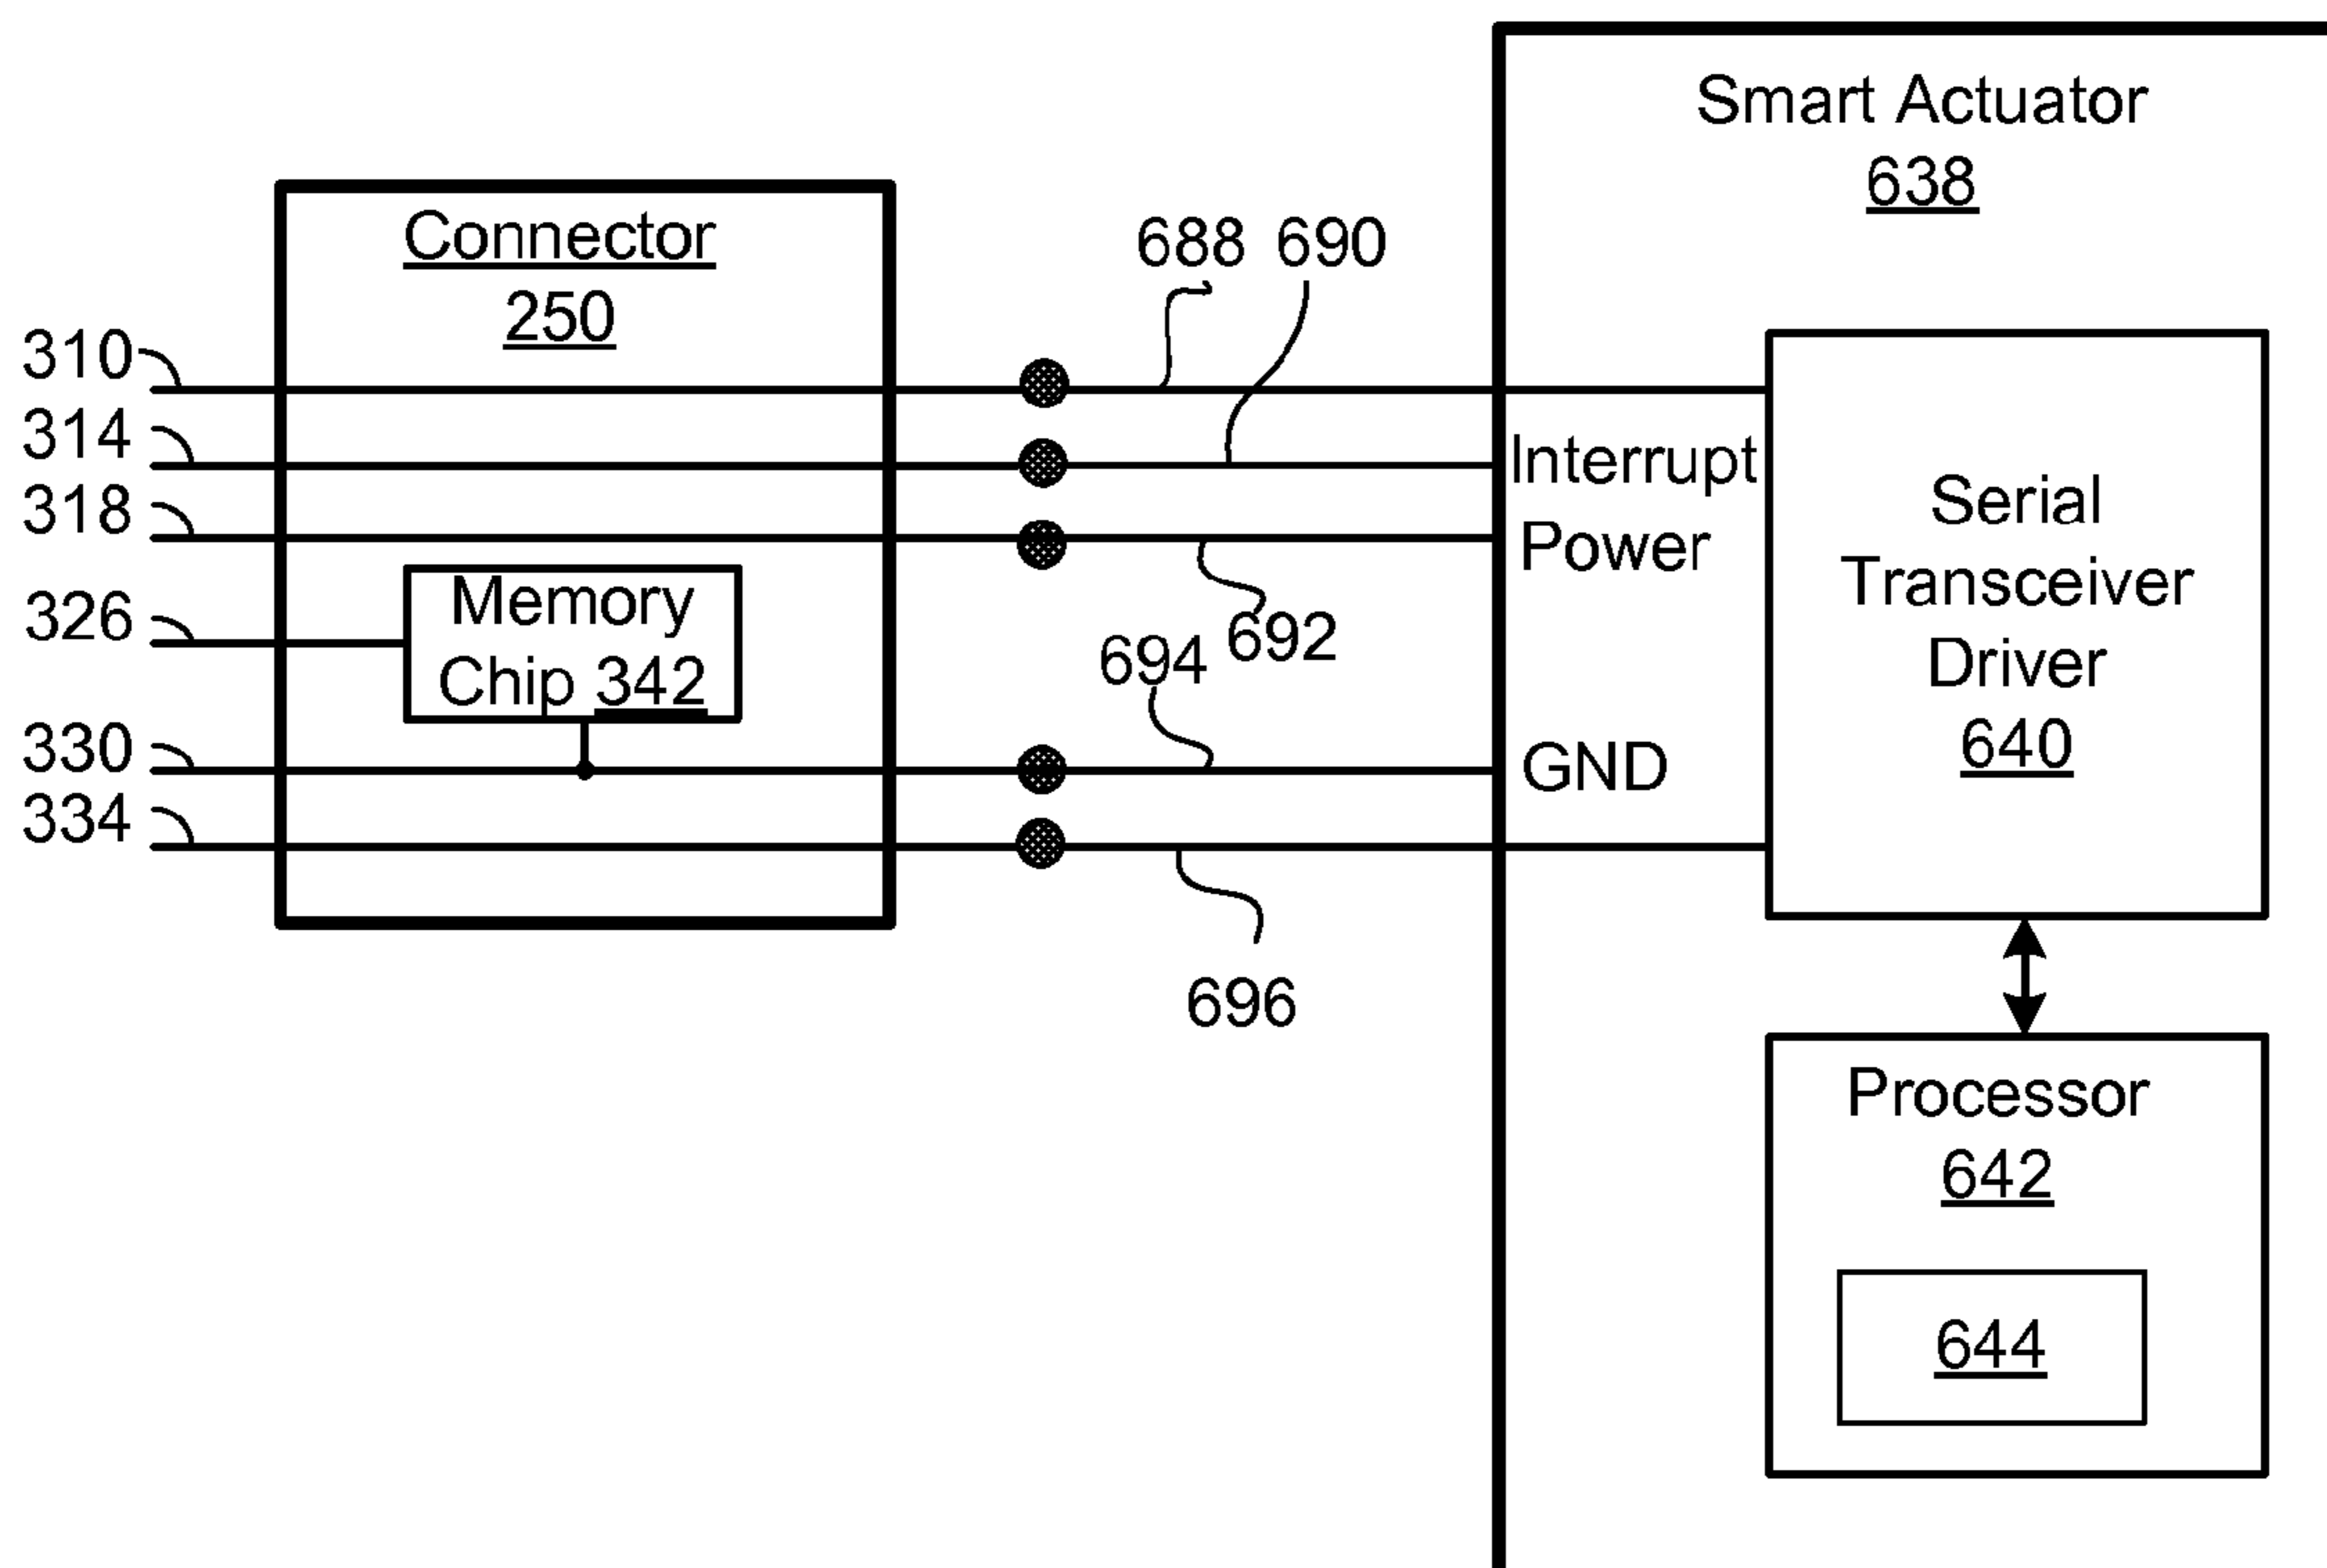 Smart Actuator
638
Connector
250
688
690
310
314
318
326
330
334
Memory
Chip 342
692
694
696
Interrupt
Power
GND
Serial
Transceiver
Driver
640
Processor
642
644